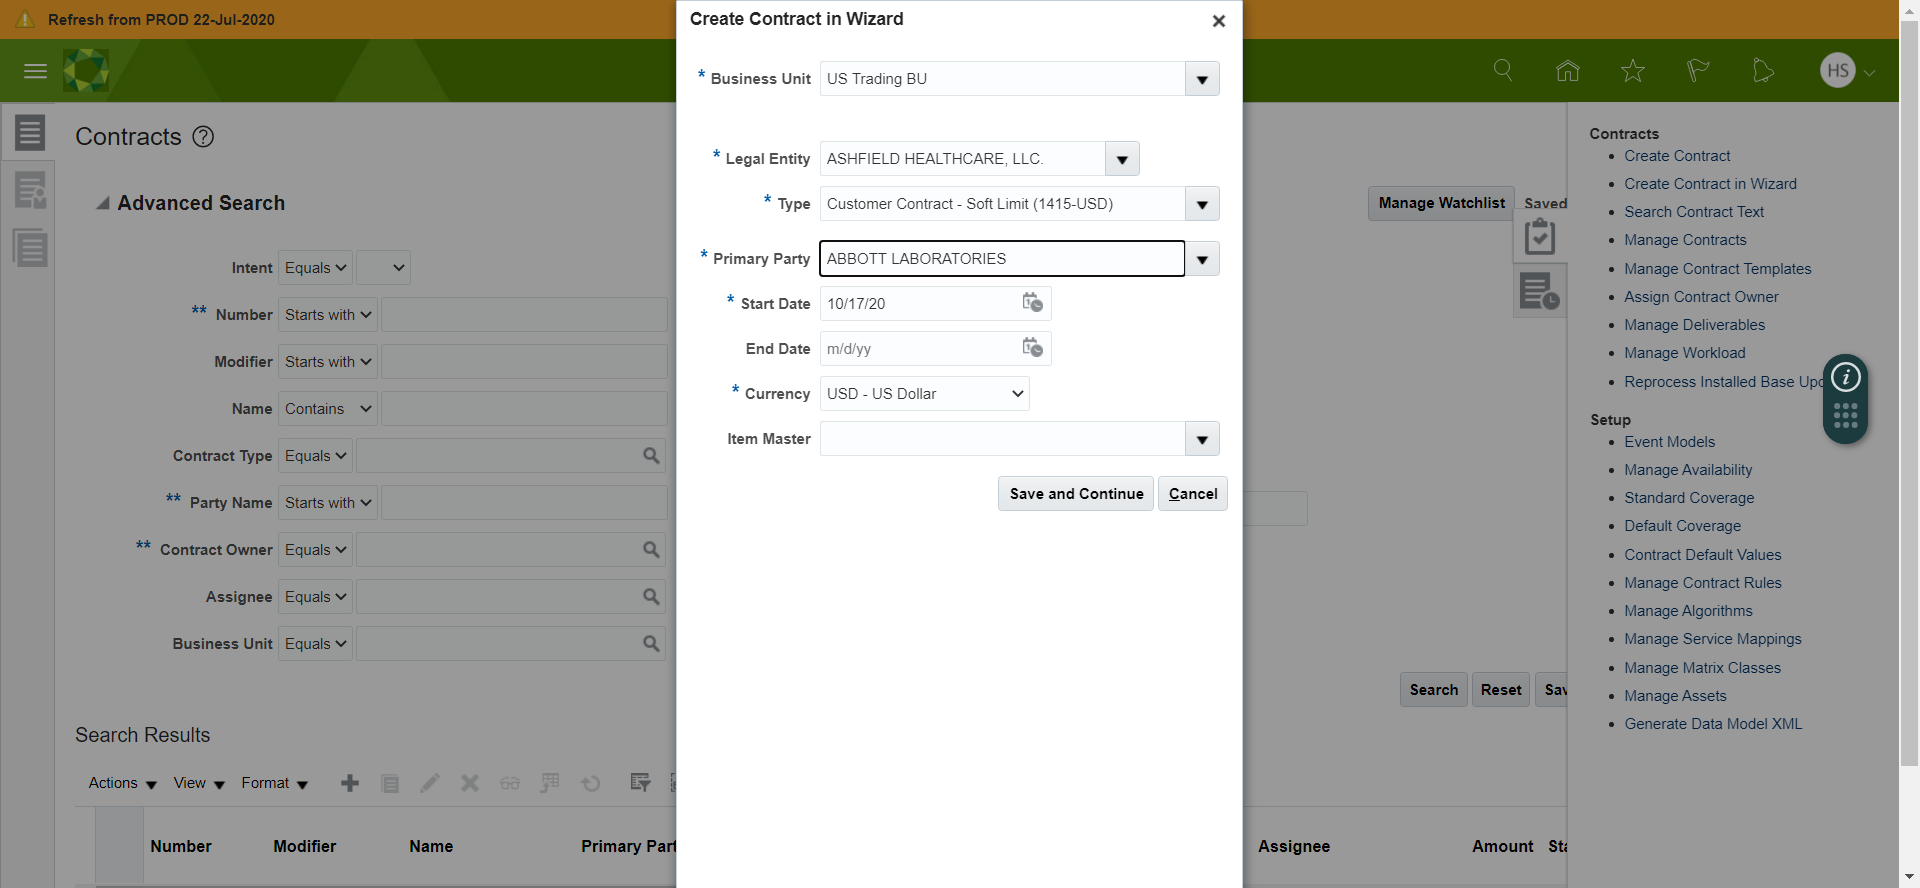 Refresh from PROD 22-Jul-2020
HS
Contracts
Advanced Search
Manage Watchlist
Saved
Intent Equals
** Number Starts with
Modifier Starts with
Name Contains
Contract Type Equals
** Party Name Starts with
** Contract Owner Equals
Assignee Equals
Business Unit Equals
Search Reset Sav
Search Results
Actions View Format
Number Modifier Name Primary Part Assignee Amount Sta
Create Contract in Wizard
* Business Unit US Trading BU
* Legal Entity ASHFIELD HEALTHCARE, LLC.
* Type Customer Contract - Soft Limit (1415-USD)
* Primary Party ABBOTT LABORATORIES
* Start Date 10/17/20
End Date m/d/yy
* Currency USD - US Dollar
Item Master
Save and Continue Cancel
Contracts
• Create Contract
• Create Contract in Wizard
• Search Contract Text
• Manage Contracts
• Manage Contract Templates
• Assign Contract Owner
• Manage Deliverables
• Manage Workload
• Reprocess Installed Base Upd
Setup
• Event Models
• Manage Availability
• Standard Coverage
• Default Coverage
• Contract Default Values
• Manage Contract Rules
• Manage Algorithms
• Manage Service Mappings
• Manage Matrix Classes
• Manage Assets
• Generate Data Model XML